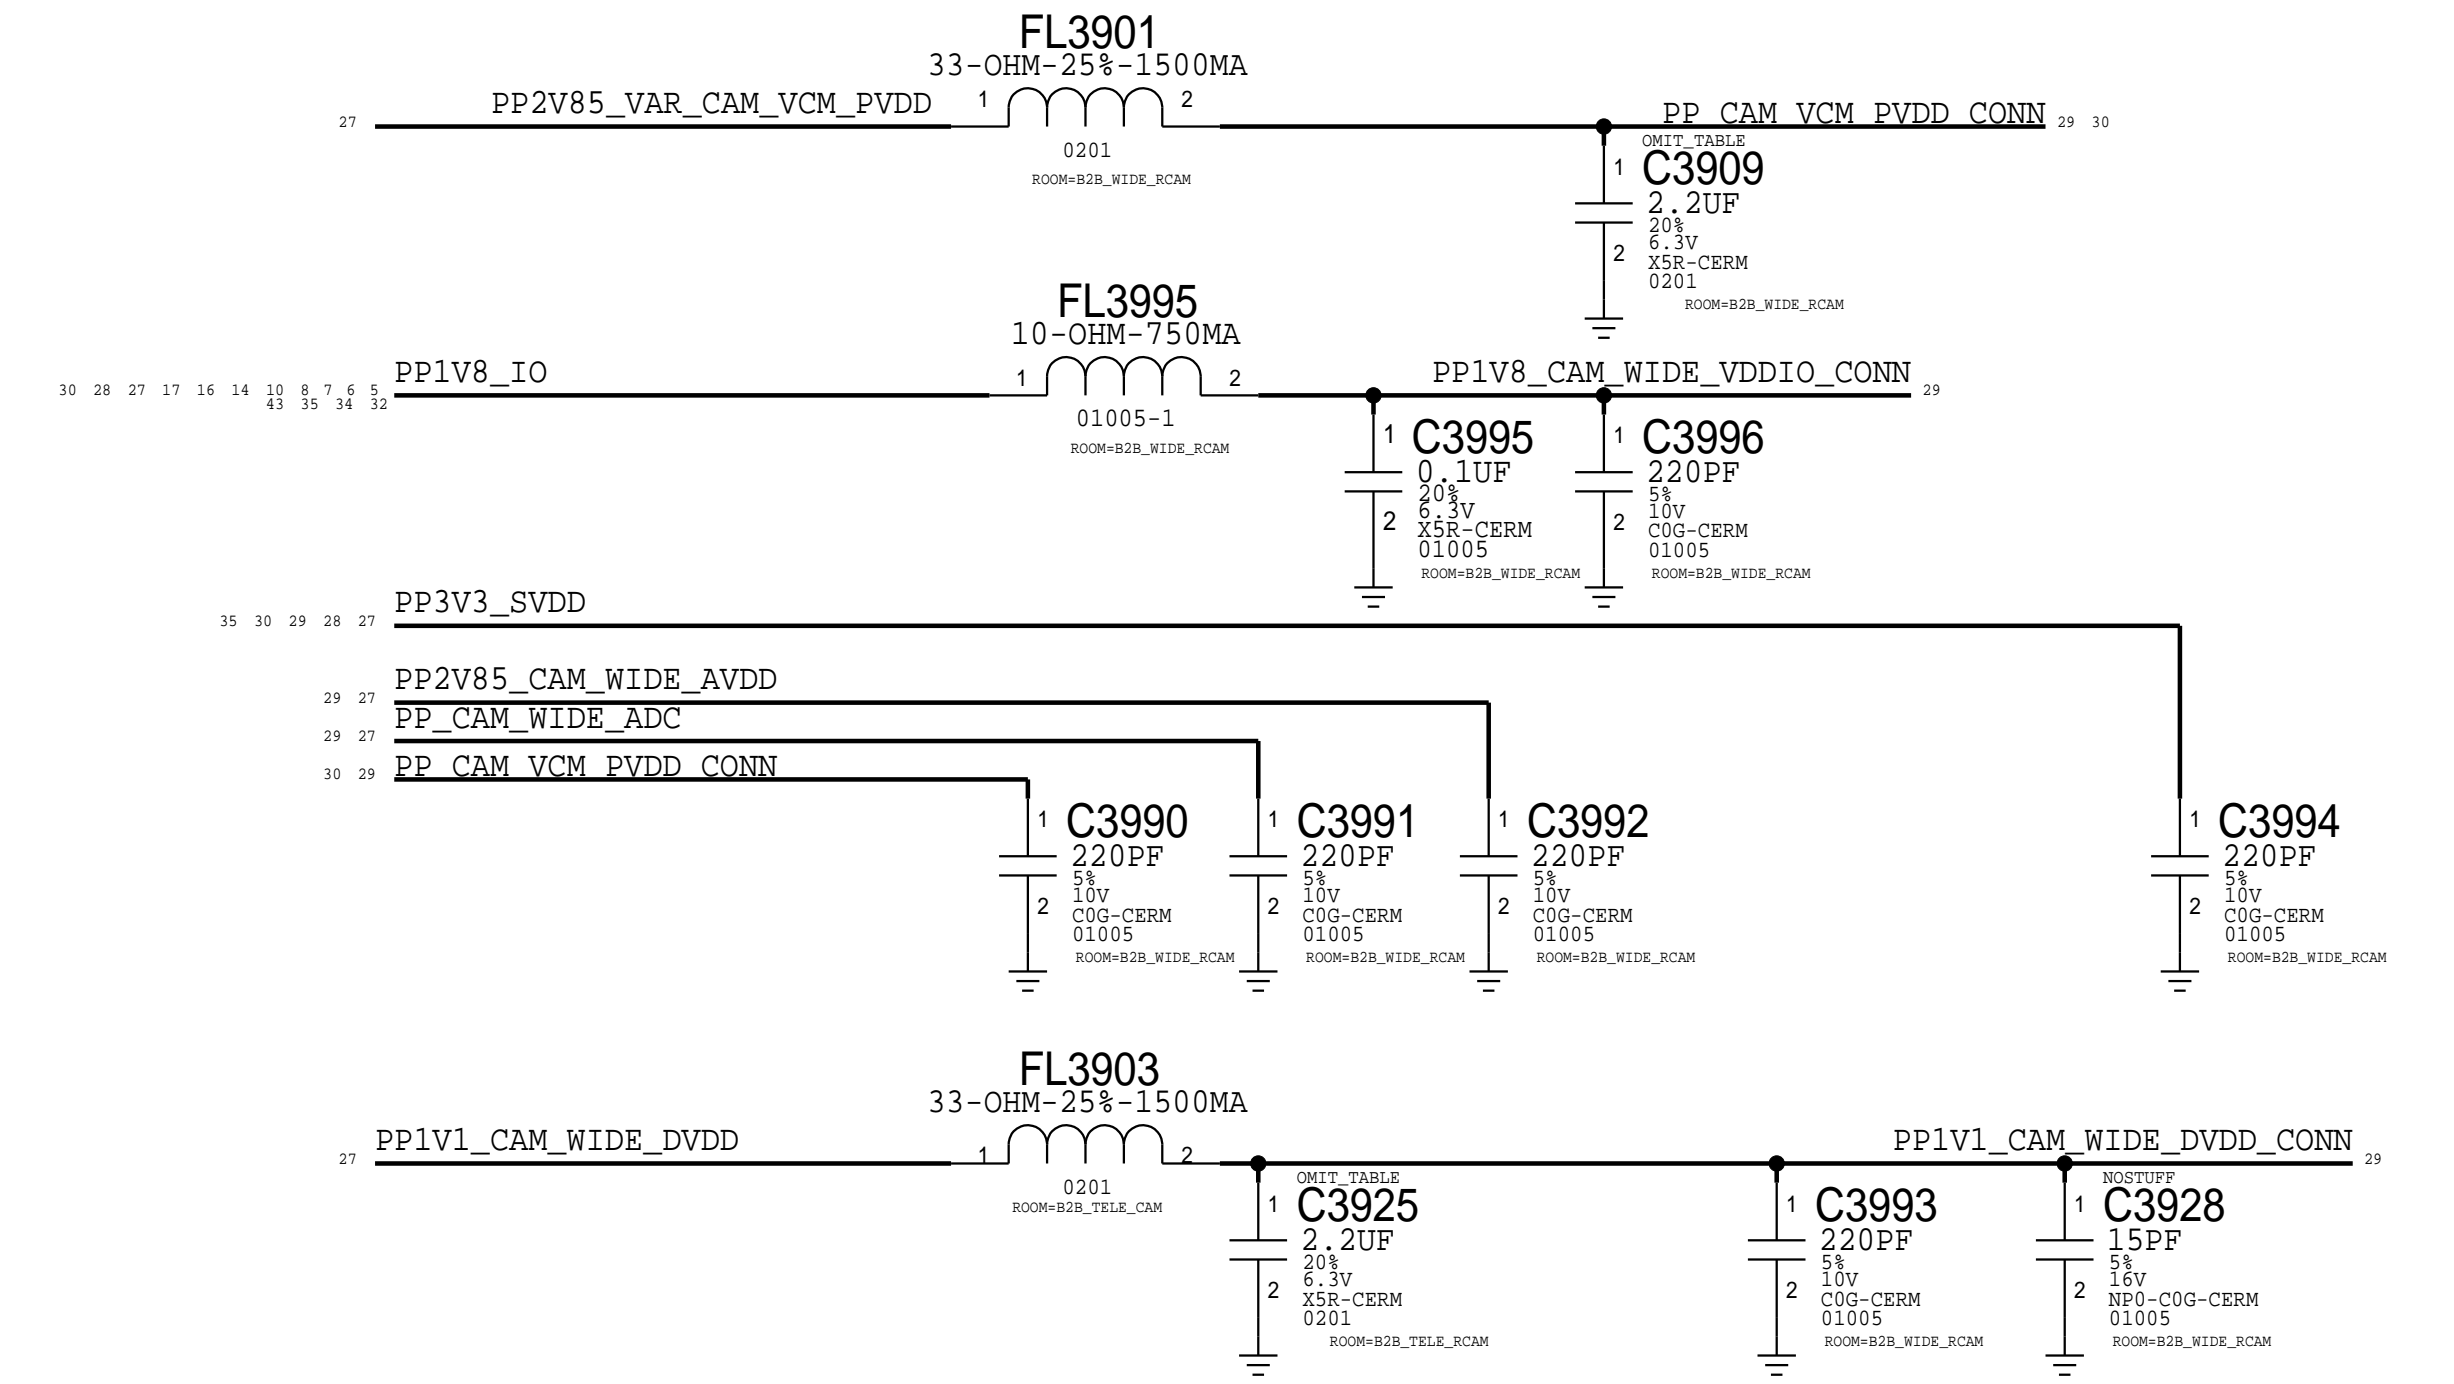 FL3901
33-OHM-25%-1500MA
27 PP2V85_VAR_CAM_VCM_PVDD 1 2 PP_CAM_VCM_PVDD_CONN 29 30
0201
ROOM=B2B_WIDE_RCAM
OMIT_TABLE
1 C3909
2.2UF
20%
6.3V
2 X5R-CERM
0201
ROOM=B2B_WIDE_RCAM
FL3995
10-OHM-750MA
30 28 27 17 16 14 10 8 7 6 5 PP1V8_IO 1 2 PP1V8_CAM_WIDE_VDDIO_CONN 29
43 35 34 32
01005-1
ROOM=B2B_WIDE_RCAM
1 C3995
0.1UF
20%
6.3V
2 X5R-CERM
01005
ROOM=B2B_WIDE_RCAM
1 C3996
220PF
5%
10V
2 C0G-CERM
01005
ROOM=B2B_WIDE_RCAM
35 30 29 28 27 PP3V3_SVDD
29 27 PP2V85_CAM_WIDE_AVDD
29 27 PP_CAM_WIDE_ADC
30 29 PP_CAM_VCM_PVDD_CONN
1 C3990
220PF
5%
10V
2 C0G-CERM
01005
ROOM=B2B_WIDE_RCAM
1 C3991
220PF
5%
10V
2 C0G-CERM
01005
ROOM=B2B_WIDE_RCAM
1 C3992
220PF
5%
10V
2 C0G-CERM
01005
ROOM=B2B_WIDE_RCAM
1 C3994
220PF
5%
10V
2 C0G-CERM
01005
ROOM=B2B_WIDE_RCAM
FL3903
33-OHM-25%-1500MA
27 PP1V1_CAM_WIDE_DVDD 1 2 PP1V1_CAM_WIDE_DVDD_CONN 29
0201
ROOM=B2B_TELE_CAM
OMIT_TABLE
1 C3925
2.2UF
20%
6.3V
2 X5R-CERM
0201
ROOM=B2B_TELE_RCAM
1 C3993
220PF
5%
10V
2 C0G-CERM
01005
ROOM=B2B_WIDE_RCAM
NOSTUFF
1 C3928
15PF
5%
16V
2 NP0-C0G-CERM
01005
ROOM=B2B_WIDE_RCAM